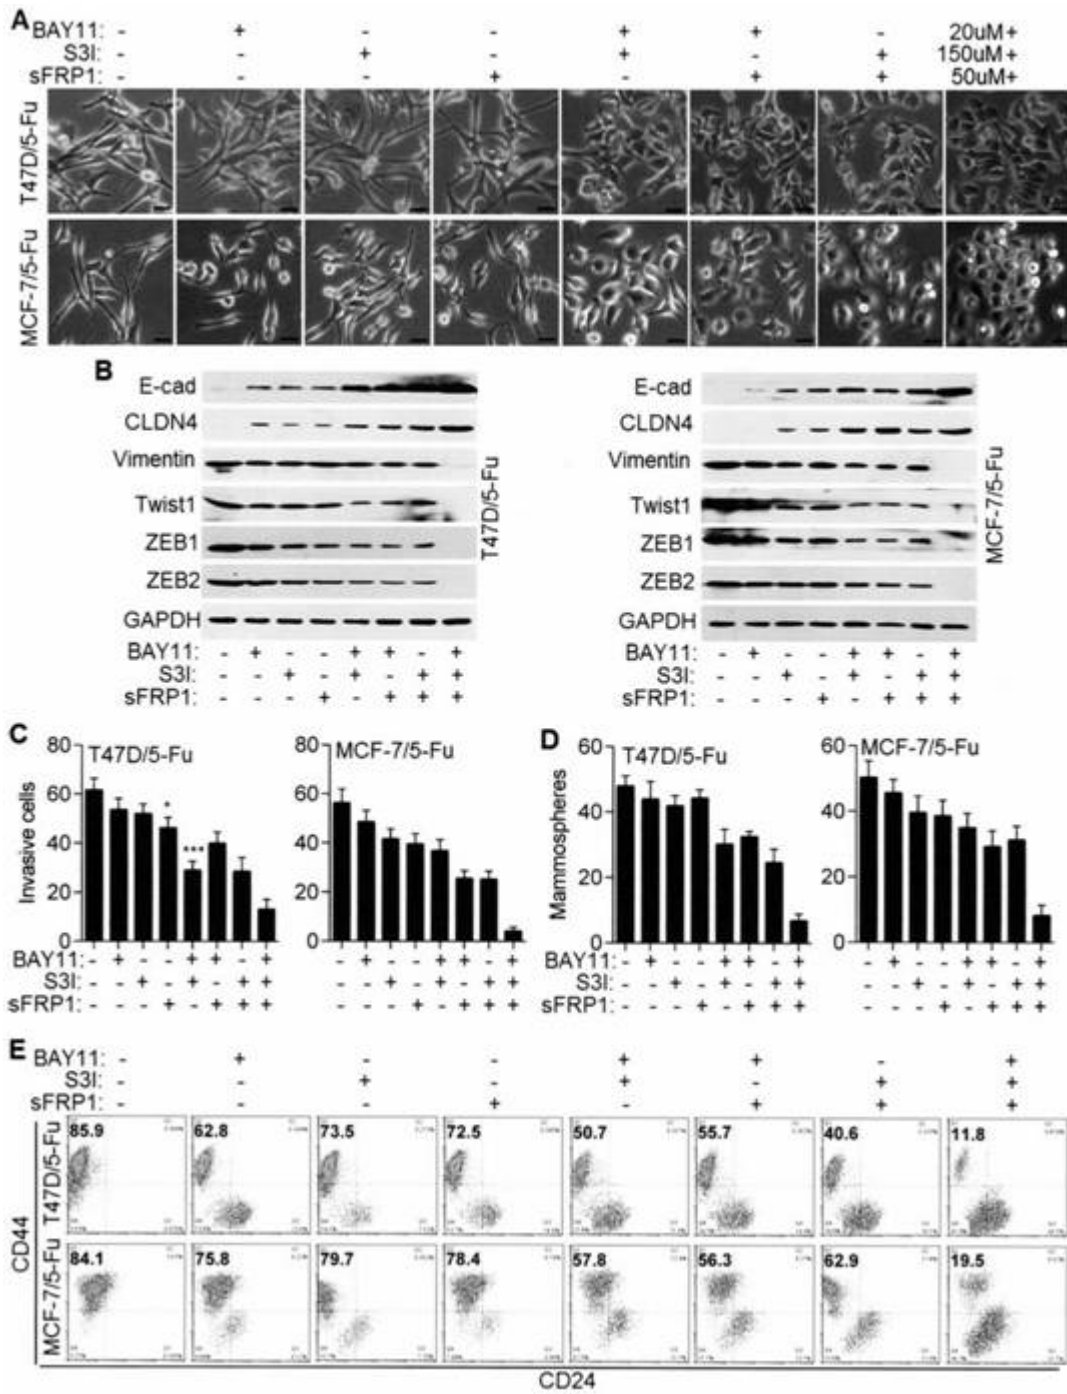 A
BAY11: - + - - + + - 20uM+
S3I: - - + - + - + 150uM+
sFRP1: - - - + - + + 50uM+
T47D/5-Fu
MCF-7/5-Fu
B
E-cad
CLDN4
Vimentin
Twist1
ZEB1
ZEB2
GAPDH
T47D/5-Fu
BAY11: - + - - + + - +
S3I: - - + - + - + +
sFRP1: - - - + - + + +
E-cad
CLDN4
Vimentin
Twist1
ZEB1
ZEB2
GAPDH
MCF-7/5-Fu
BAY11: - + - - + + - +
S3I: - - + - + - + +
sFRP1: - - - + - + + +
C
Invasive cells
80
60
40
20
0
T47D/5-Fu
*
***
80
60
40
20
0
MCF-7/5-Fu
BAY11: - + - - + + - + - + - - + + - +
S3I: - - + - + - + + - - + - + - + +
sFRP1: - - - + - + + + - - - + - + + +
D
Mammospheres
60
40
20
0
T47D/5-Fu
60
40
20
0
MCF-7/5-Fu
BAY11: - + - - + + - + - + - - + + - +
S3I: - - + - + - + + - - + - + - + +
sFRP1: - - - + - + + + - - - + - + + +
E
BAY11: - + - - + + - +
S3I: - - + - + - + +
sFRP1: - - - + - + + +
CD44
T47D/5-Fu
85.9 62.8 73.5 72.5 50.7 55.7 40.6 11.8
MCF-7/5-Fu
84.1 75.8 79.7 78.4 57.8 56.3 62.9 19.5
CD24